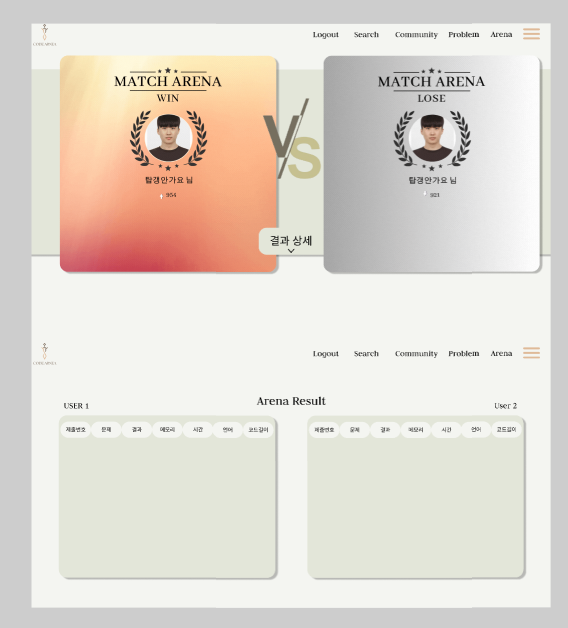 CODE ARENA
Logout Search Community Problem Arena
MATCH ARENA
WIN
탈갱안가요 님
954
VS
MATCH ARENA
LOSE
탈갱안가요 님
921
결과 상세
CODE ARENA
Logout Search Community Problem Arena
Arena Result
USER 1
User 2
제출번호 문제 결과 메모리 시간 언어 코드길이
제출번호 문제 결과 메모리 시간 언어 코드길이